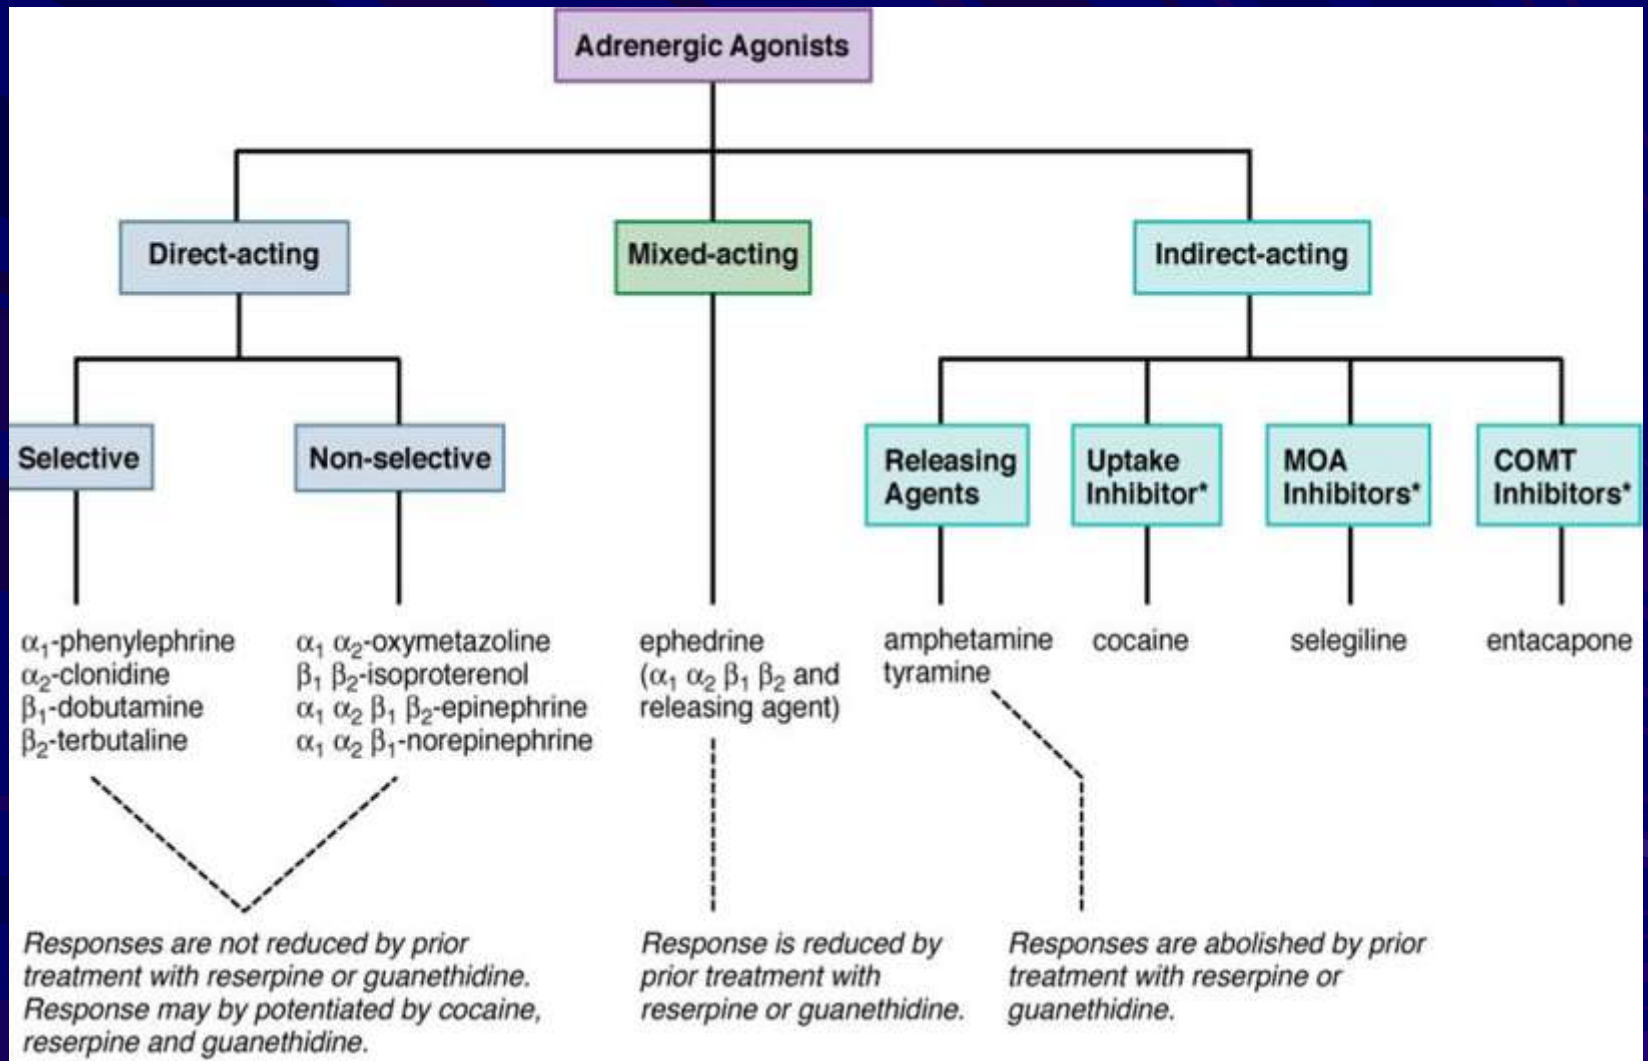 Adrenergic Agonists
Direct-acting
Mixed-acting
Indirect-acting
Selective
Non-selective
Releasing
Agents
Uptake
Inhibitor*
MOA
Inhibitors*
COMT
Inhibitors*
α₁-phenylephrine
α₂-clonidine
β₁-dobutamine
β₂-terbutaline
α₁ α₂-oxymetazoline
β₁ β₂-isoproterenol
α₁ α₂ β₁ β₂-epinephrine
α₁ α₂ β₁-norepinephrine
ephedrine
(α₁ α₂ β₁ β₂ and
releasing agent)
amphetamine
tyramine
cocaine
selegiline
entacapone
Responses are not reduced by prior
treatment with reserpine or guanethidine.
Response may by potentiated by cocaine,
reserpine and guanethidine.
Response is reduced by
prior treatment with
reserpine or guanethidine.
Responses are abolished by prior
treatment with reserpine or
guanethidine.